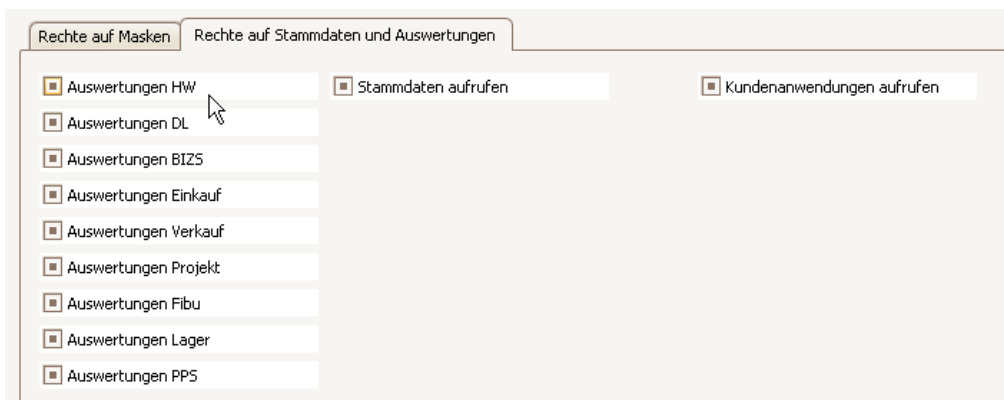 Rechte auf Masken
Rechte auf Stammdaten und Auswertungen
Auswertungen HW
Stammdaten aufrufen
Kundenanwendungen aufrufen
Auswertungen DL
Auswertungen BIZS
Auswertungen Einkauf
Auswertungen Verkauf
Auswertungen Projekt
Auswertungen Fibu
Auswertungen Lager
Auswertungen PPS